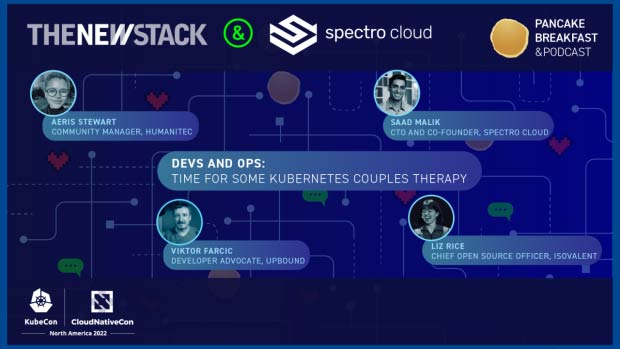 THENEWSTACK & spectro cloud
PANCAKE
BREAKFAST
& PODCAST
AERIS STEWART
COMMUNITY MANAGER, HUMANITEC
SAAD MALIK
CTO AND CO-FOUNDER, SPECTRO CLOUD
DEVS AND OPS:
TIME FOR SOME KUBERNETES COUPLES THERAPY
VIKTOR FARCIC
DEVELOPER ADVOCATE, UPBOUND
LIZ RICE
CHIEF OPEN SOURCE OFFICER, ISOVALENT
KubeCon CloudNativeCon
North America 2022